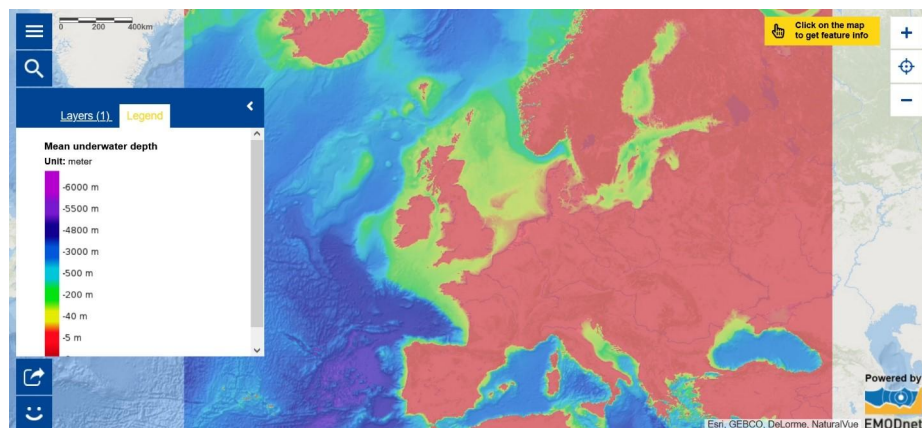 0 200 400km
Click on the map
to get feature info
Layers (1) Legend
Mean underwater depth
Unit: meter
-6000 m
-5500 m
-4800 m
-3000 m
-500 m
-200 m
-40 m
-5 m
Powered by
EMODnet
Esri, GEBCO, DeLorme, NaturalVue